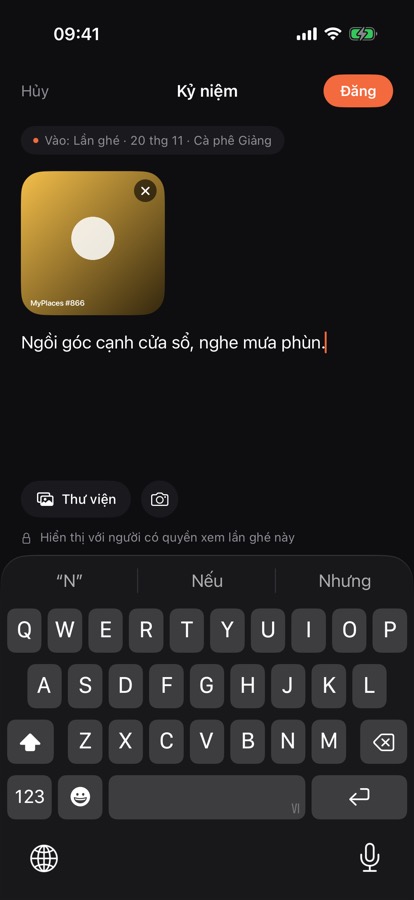 09:41
Hủy
Kỷ niệm
Đăng
Vào: Lần ghé · 20 thg 11 · Cà phê Giảng
MyPlaces #866
Ngồi góc cạnh cửa sổ, nghe mưa phùn.
Thư viện
Hiển thị với người có quyền xem lần ghé này
“N” Nếu Nhưng
Q W E R T Y U I O P
A S D F G H J K L
Z X C V B N M
123
VI